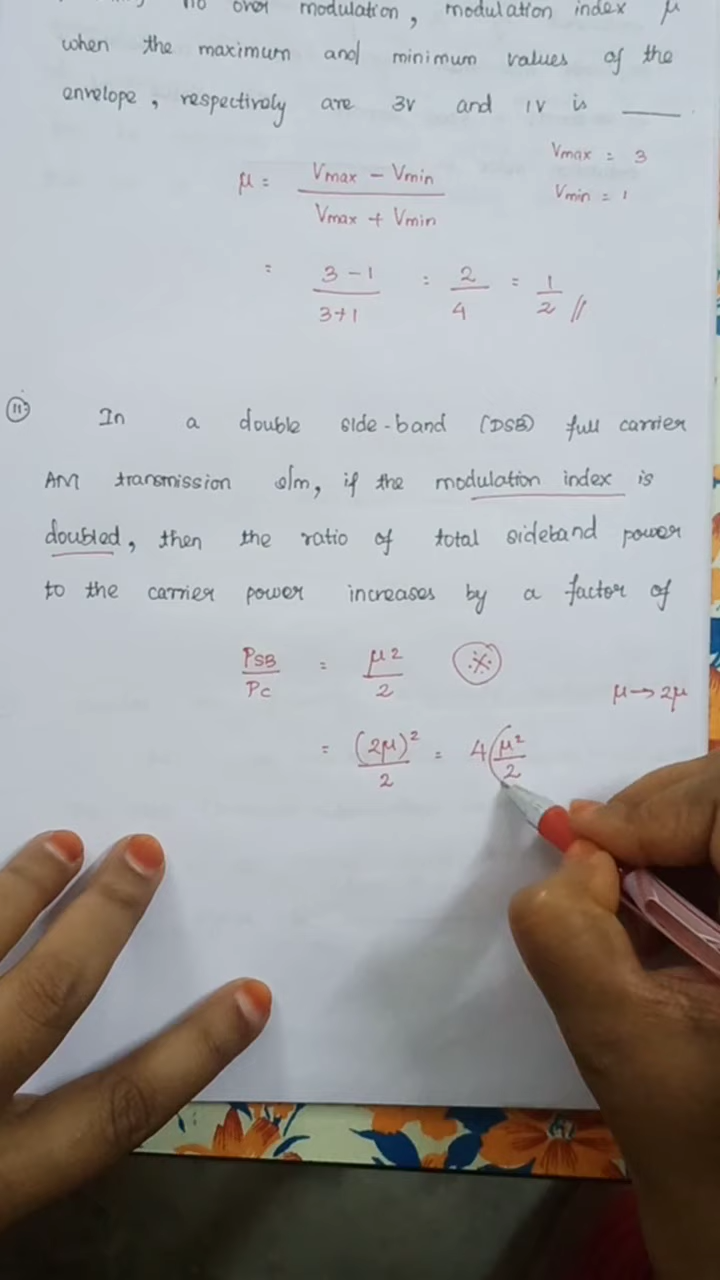 no over modulation, modulation index μ
when the maximum and minimum values of the
envelope, respectively are 3v and 1v is ____
Vmax = 3
Vmin = 1
μ = Vmax - Vmin / Vmax + Vmin
= 3-1 / 3+1 = 2/4 = 1/2 //
11) In a double side-band (DSB) full carrier
AM transmission s/m, if the modulation index is
doubled, then the ratio of total sideband power
to the carrier power increases by a factor of
PSB/Pc = μ²/2
μ → 2μ
= (2μ)²/2 = 4(μ²/2